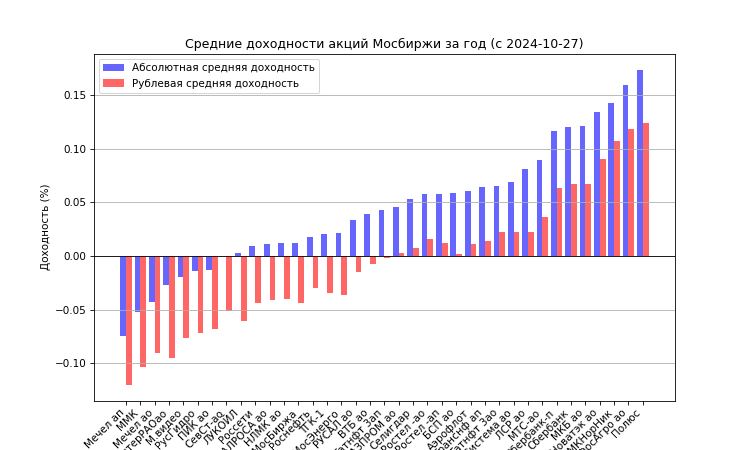 Средние доходности акций Мосбиржи за год (с 2024-10-27)
Абсолютная средняя доходность
Рублевая средняя доходность
Доходность (%)
0.15
0.10
0.05
0.00
−0.05
−0.10
Мечел ап
ММК
Мечел ао
М.видео
РусГидро
ПИК ао
СевСт-ао
ЛУКОЙЛ
Россети
АЛРОСА ао
НЛМК ао
МосБиржа
Роснефть
ТГК-1
РУСАЛ ао
ВТБ ао
Селигдар
Ростел -ао
Ростел -ап
БСП ао
Аэрофлот
ЛСР ао
МТС-ао
Сбербанк
МКБ ао
Полюс